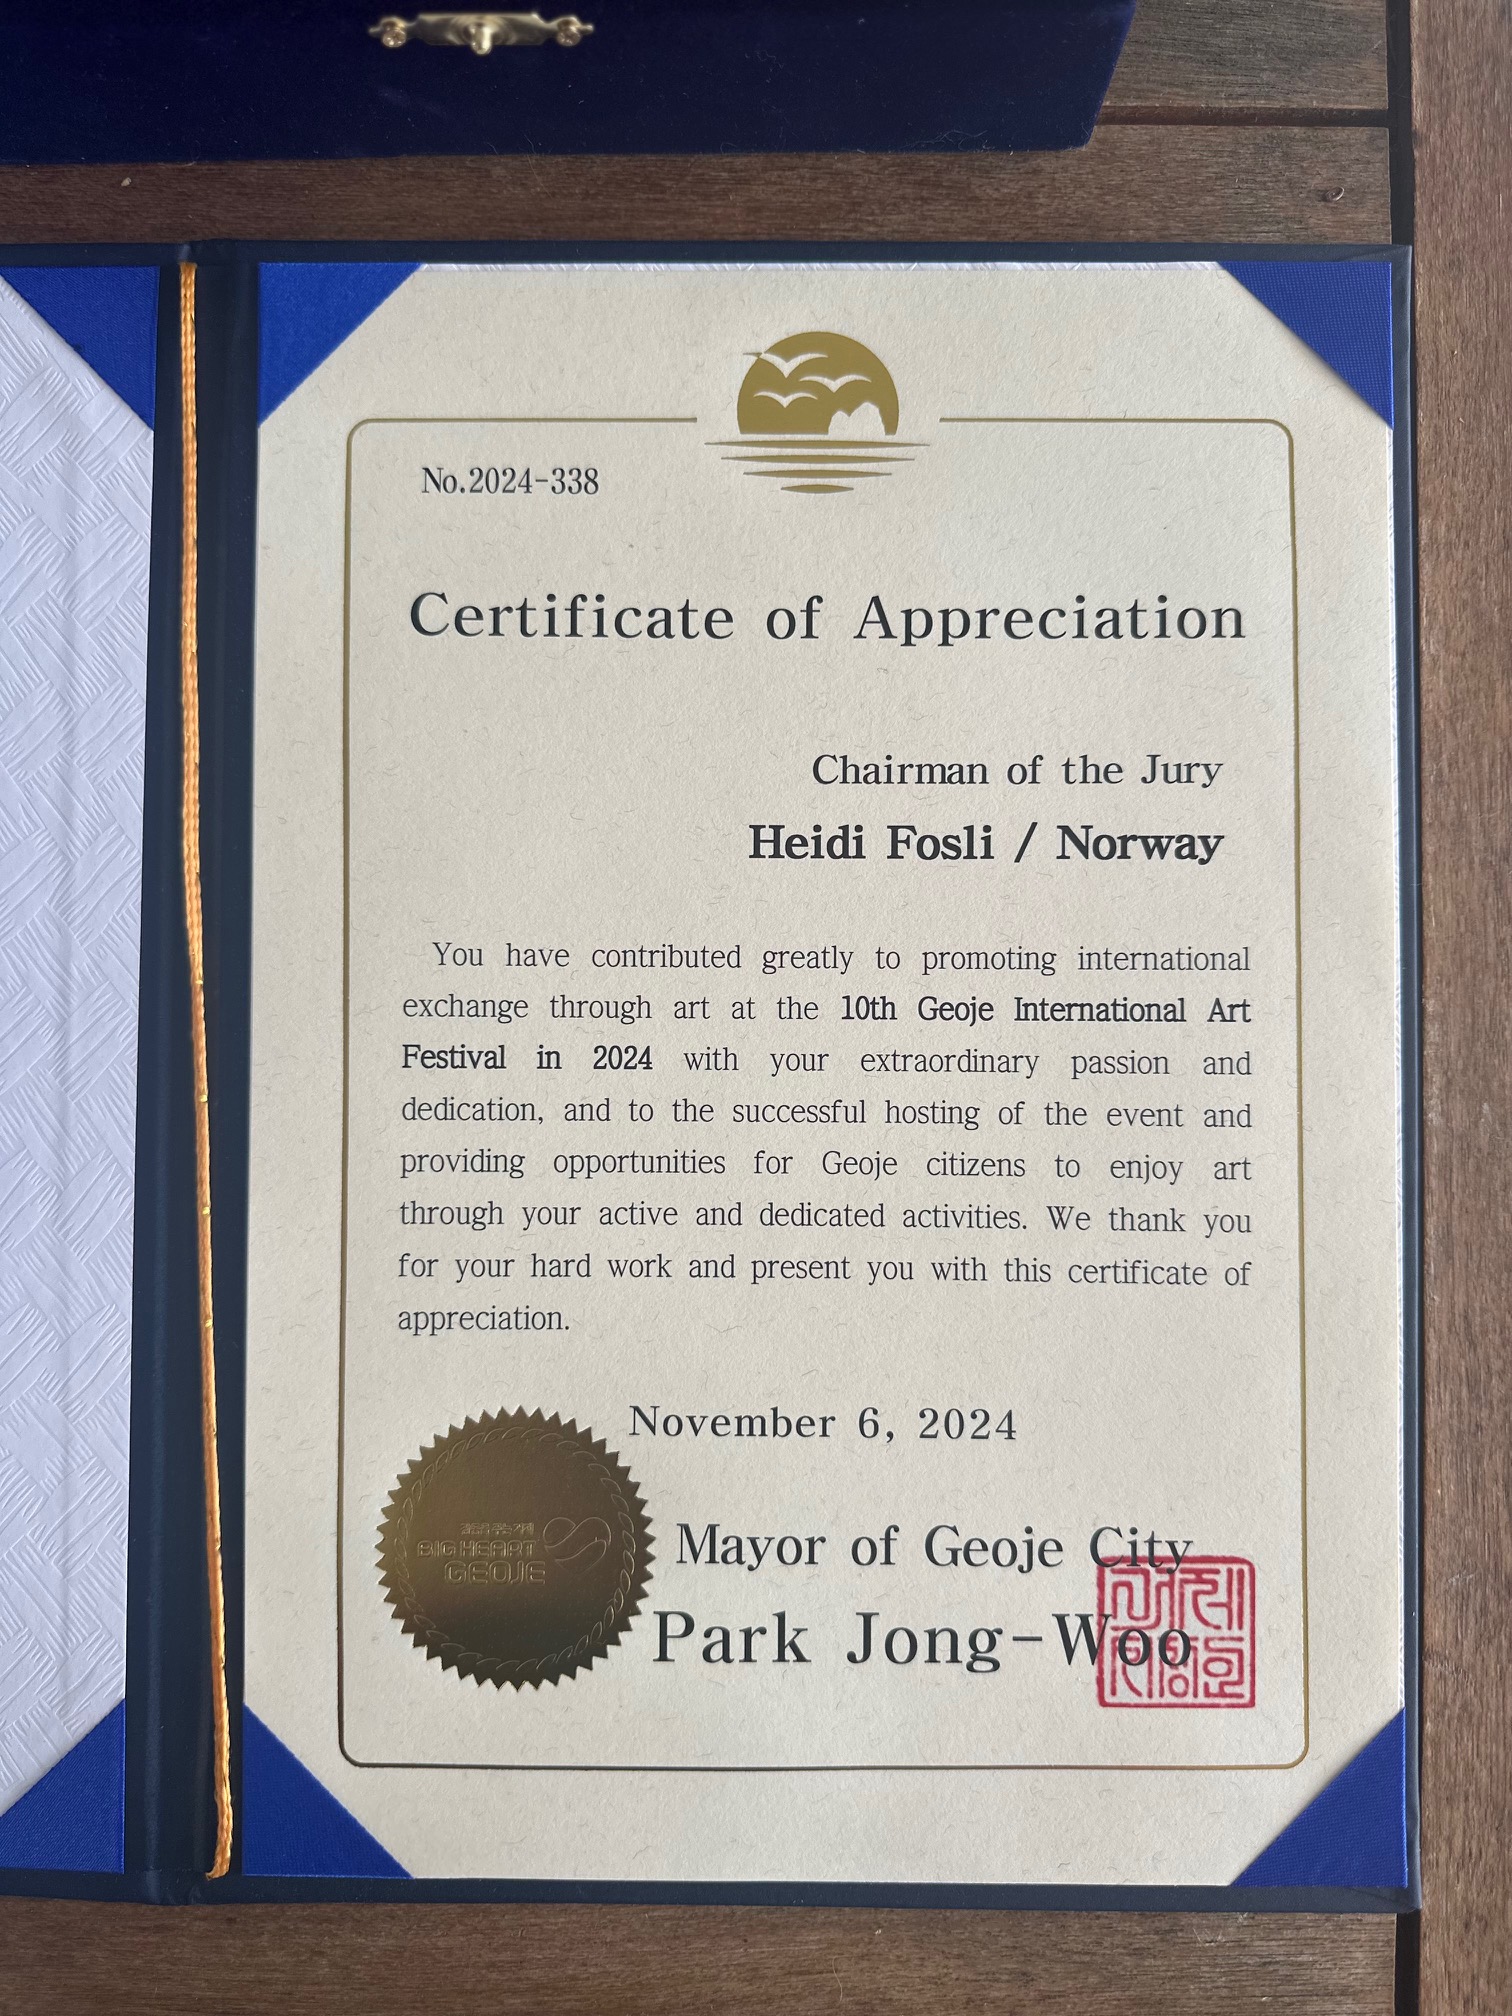 No.2024-338
Certificate of Appreciation
Chairman of the Jury
Heidi Fosli / Norway
You have contributed greatly to promoting international
exchange through art at the 10th Geoje International Art
Festival in 2024 with your extraordinary passion and
dedication, and to the successful hosting of the event and
providing opportunities for Geoje citizens to enjoy art
through your active and dedicated activities. We thank you
for your hard work and present you with this certificate of
appreciation.
November 6, 2024
BIG HEART
GEOJE
Mayor of Geoje City
Park Jong-Woo